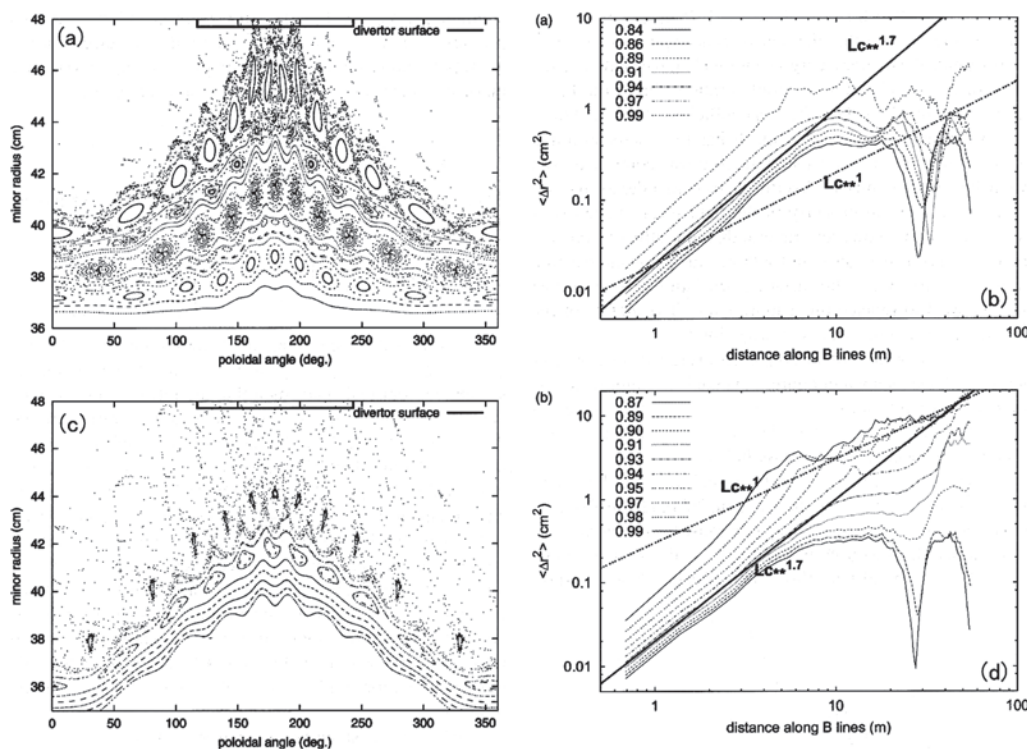 (a)
divertor surface
48
46
44
42
40
38
36
minor radius (cm)
0 50 100 150 200 250 300 350
poloidal angle (deg.)
(a)
10
1
0.1
0.01
<Δr²> (cm²)
0.84
0.86
0.89
0.91
0.94
0.97
0.99
Lc**1.7
Lc**1
(b)
1 10 100
distance along B lines (m)
(c)
divertor surface
48
46
44
42
40
38
36
minor radius (cm)
0 50 100 150 200 250 300 350
poloidal angle (deg.)
(b)
10
1
0.1
0.01
<Δr²> (cm²)
0.87
0.89
0.90
0.91
0.93
0.94
0.95
0.97
0.98
0.99
Lc**1
Lc**1.7
(d)
1 10 100
distance along B lines (m)